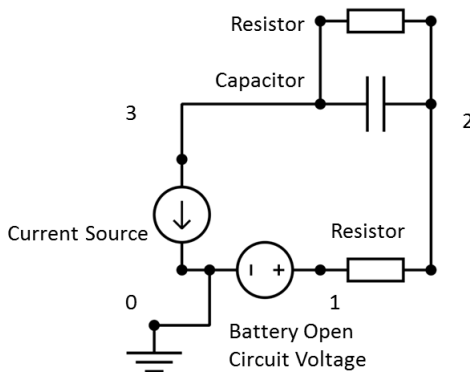 Resistor
Capacitor
3
2
Current Source
Resistor
0
1
Battery Open
Circuit Voltage